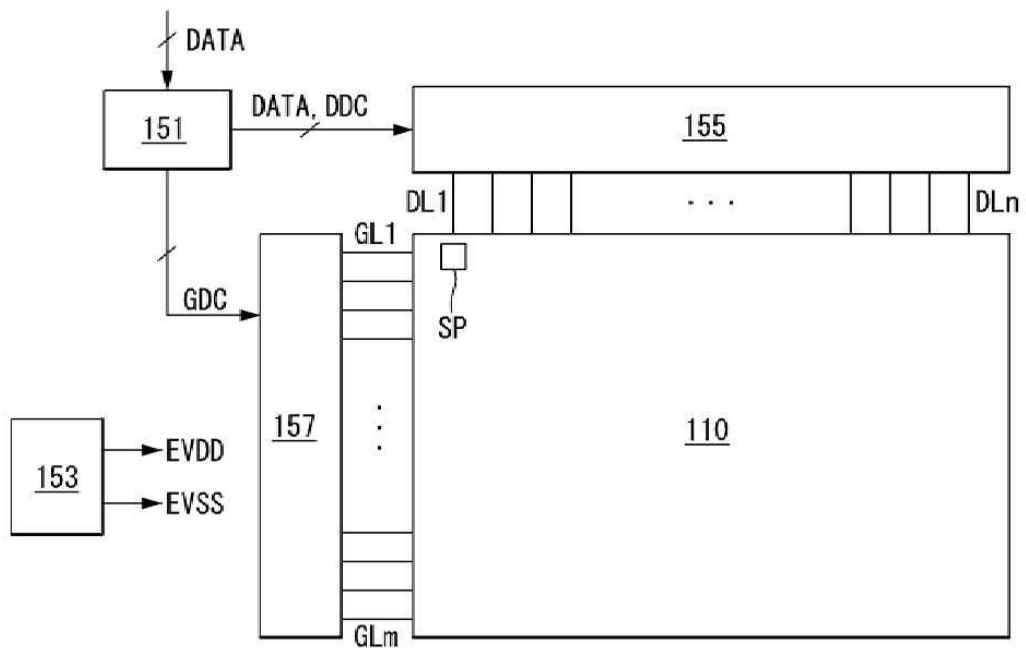 DATA
151
DATA, DDC
155
DL1
. . .
DLn
GL1
SP
GDC
157
110
153
EVDD
EVSS
GLm